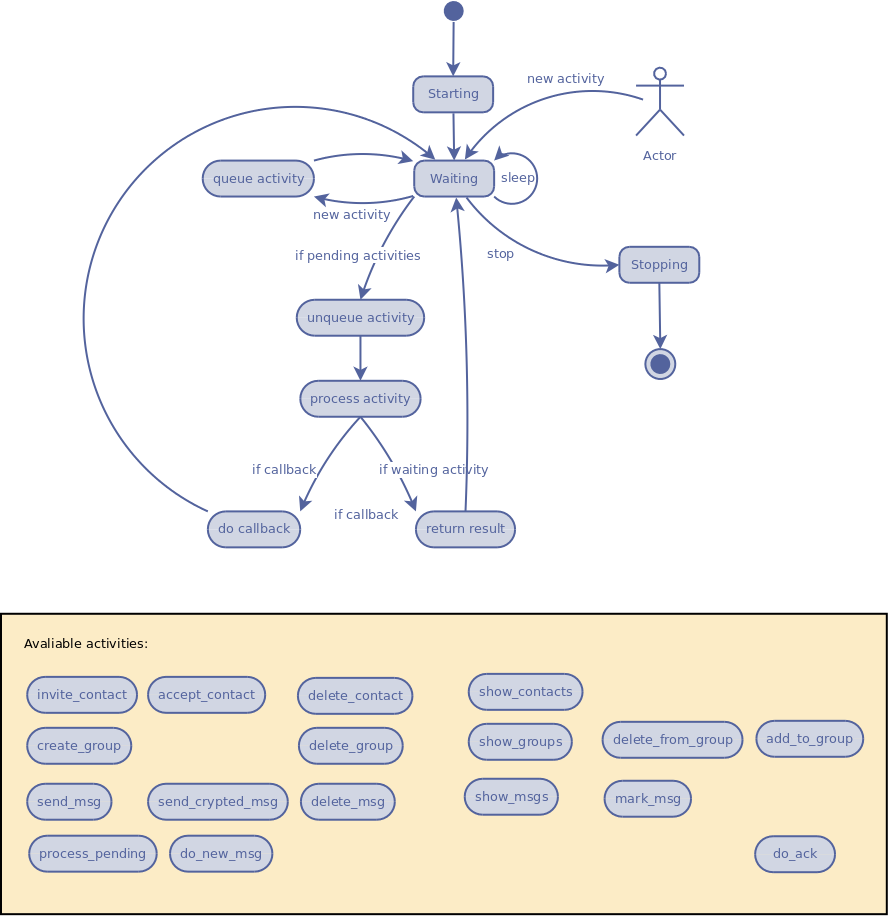 new activity
Starting
Actor
queue activity
Waiting
sleep
new activity
stop
if pending activities
Stopping
unqueue activity
process activity
if callback
if waiting activity
if callback
do callback
return result
Avaliable activities:
invite_contact
accept_contact
delete_contact
show_contacts
create_group
delete_group
show_groups
delete_from_group
add_to_group
send_msg
send_crypted_msg
delete_msg
show_msgs
mark_msg
process_pending
do_new_msg
do_ack